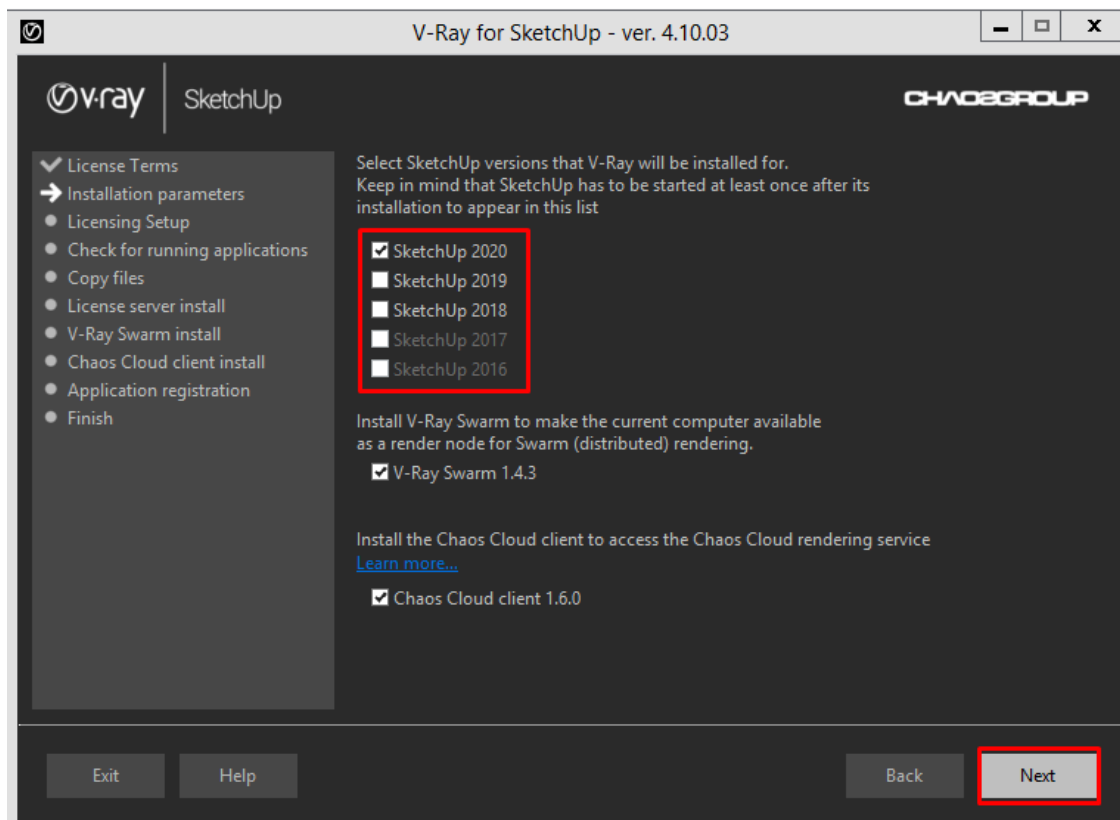 V-Ray for SketchUp - ver. 4.10.03
v·ray SketchUp
CHAOSGROUP
License Terms
Installation parameters
Licensing Setup
Check for running applications
Copy files
License server install
V-Ray Swarm install
Chaos Cloud client install
Application registration
Finish
Select SketchUp versions that V-Ray will be installed for.
Keep in mind that SketchUp has to be started at least once after its
installation to appear in this list
SketchUp 2020
SketchUp 2019
SketchUp 2018
SketchUp 2017
SketchUp 2016
Install V-Ray Swarm to make the current computer available
as a render node for Swarm (distributed) rendering.
V-Ray Swarm 1.4.3
Install the Chaos Cloud client to access the Chaos Cloud rendering service
Learn more...
Chaos Cloud client 1.6.0
Exit
Help
Back
Next